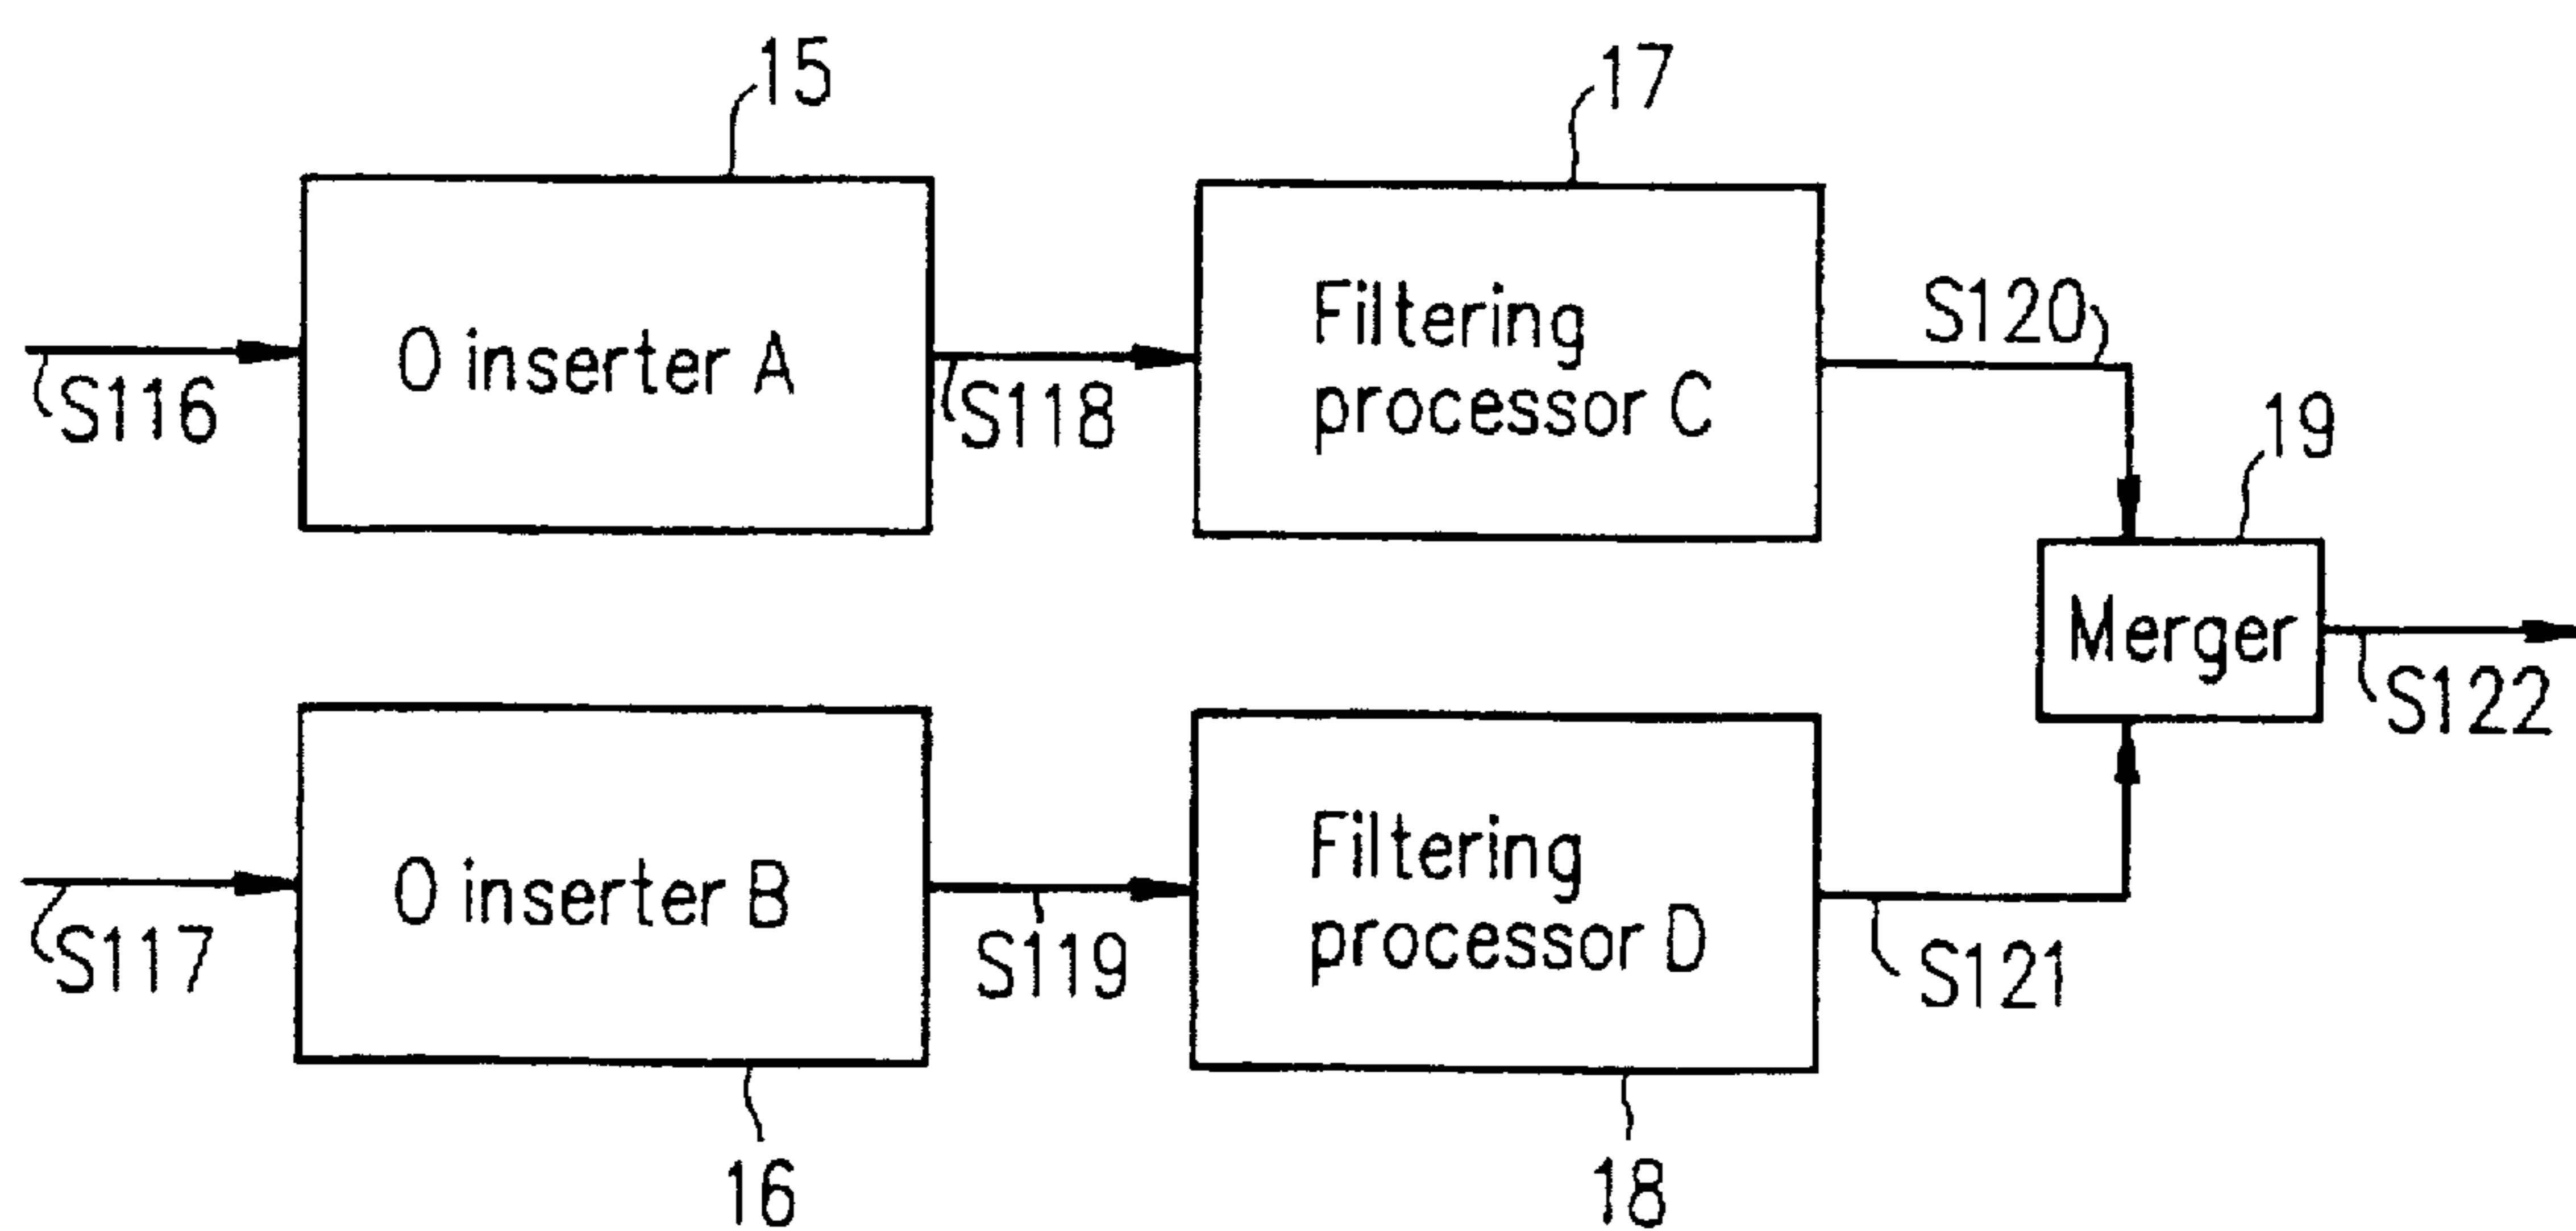 15
17
S116
0 inserter A
S118
Filtering
processor C
S120
19
Merger
S122
S117
0 inserter B
S119
Filtering
processor D
S121
16
18